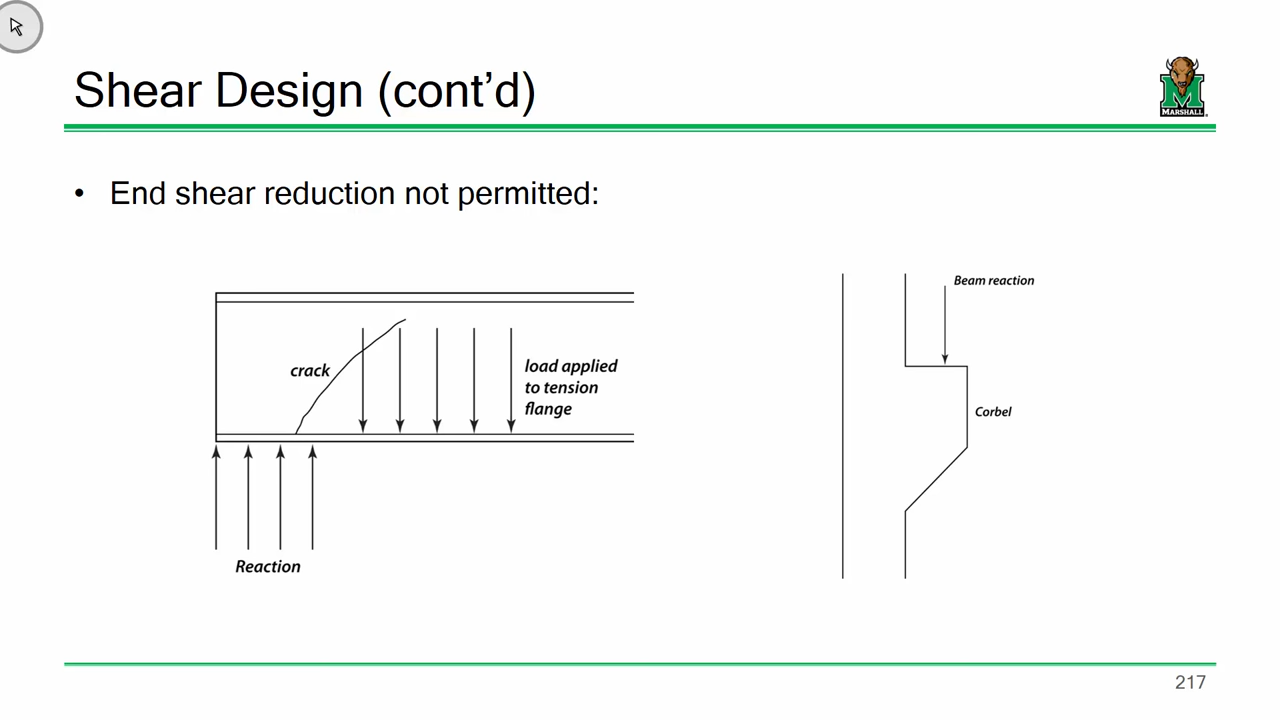 Shear Design (cont’d)
MARSHALL
• End shear reduction not permitted:
crack
load applied
to tension
flange
Reaction
Beam reaction
Corbel
217